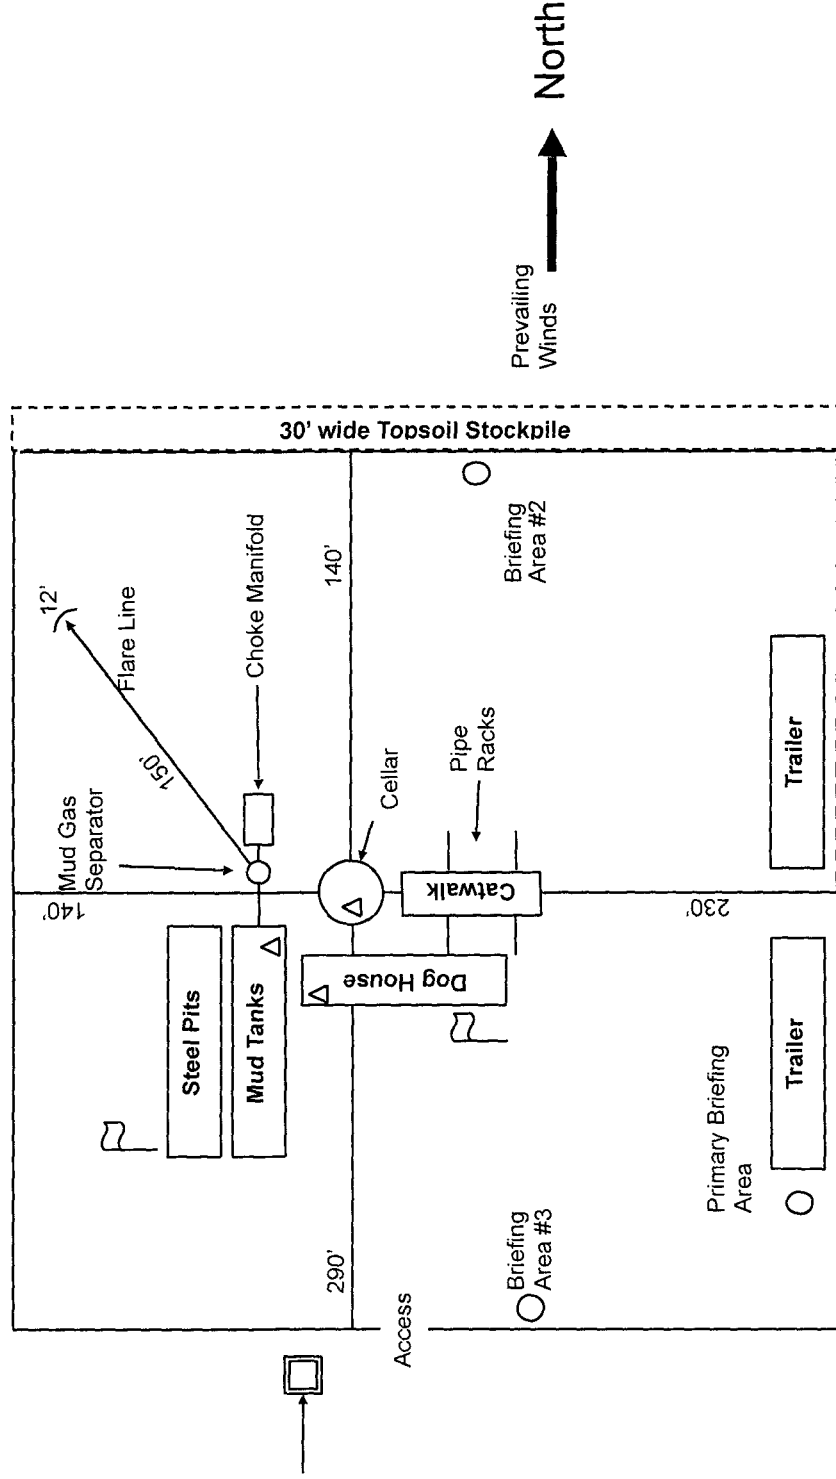 North
Prevailing
Winds
30' wide Topsoil Stockpile
12'
Flare Line
150'
Mud Gas
Separator
Choke Manifold
140'
Briefing
Area #2
140'
Cellar
Pipe
Racks
Catwalk
230'
Trailer
Steel Pits
Mud Tanks
Dog House
Trailer
Primary Briefing
Area
290'
Briefing
Area #3
Access